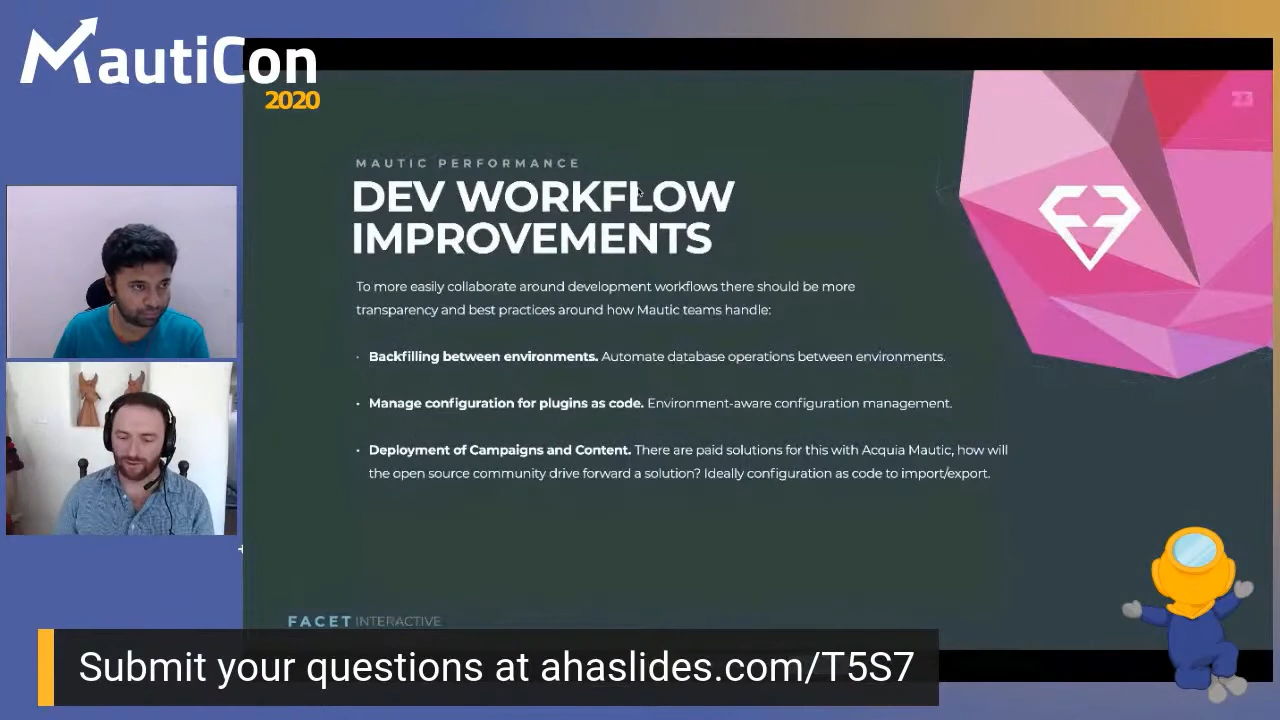 MautiCon
2020
23
MAUTIC PERFORMANCE
DEV WORKFLOW
IMPROVEMENTS
To more easily collaborate around development workflows there should be more
transparency and best practices around how Mautic teams handle:
· Backfilling between environments. Automate database operations between environments.
· Manage configuration for plugins as code. Environment-aware configuration management.
· Deployment of Campaigns and Content. There are paid solutions for this with Acquia Mautic, how will
the open source community drive forward a solution? Ideally configuration as code to import/export.
FACET INTERACTIVE
Submit your questions at ahaslides.com/T5S7